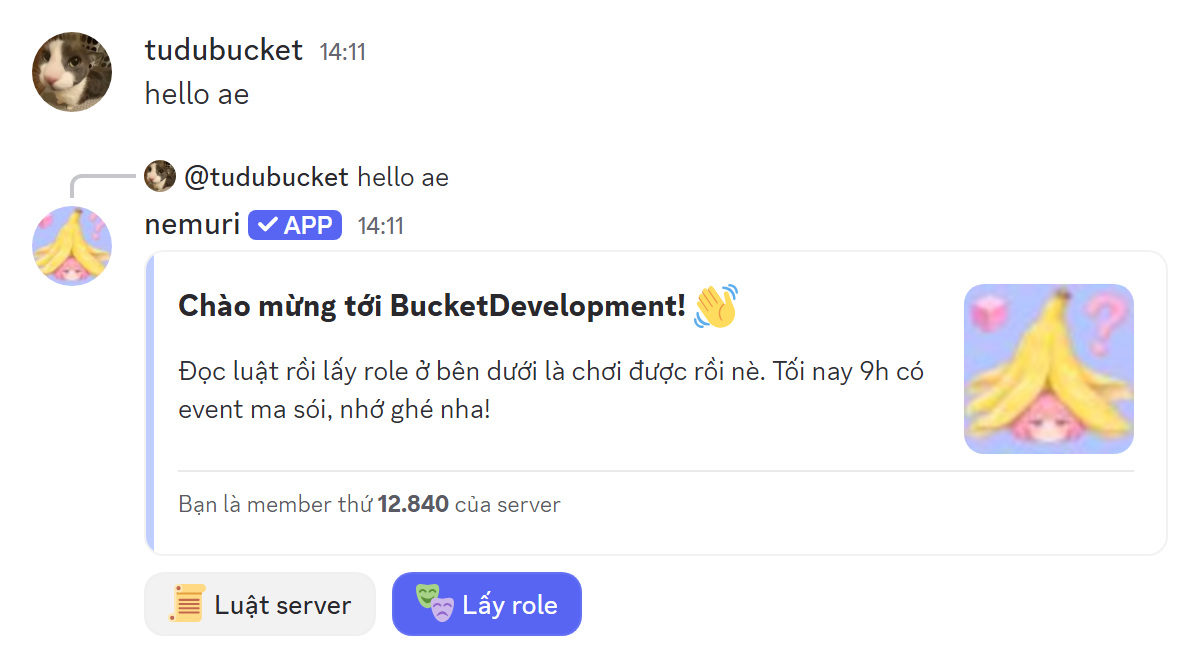 tudubucket 14:11
hello ae
@tudubucket hello ae
nemuri APP 14:11
Chào mừng tới BucketDevelopment! 👋
Đọc luật rồi lấy role ở bên dưới là chơi được rồi nè. Tối nay 9h có
event ma sói, nhớ ghé nha!
Bạn là member thứ 12.840 của server
📜 Luật server
🎭 Lấy role